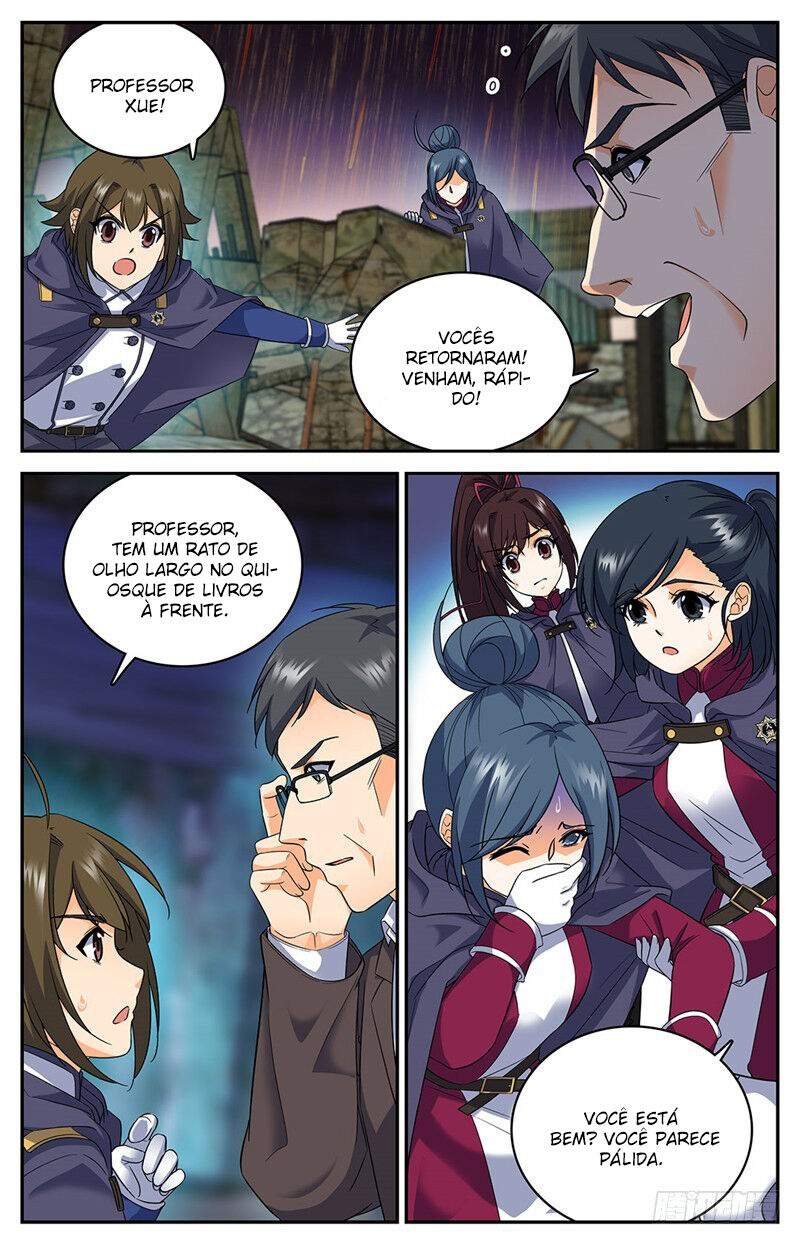 PROFESSOR
XUE!
VOCÊS
RETORNARAM!
VENHAM, RÁPI-
DO!
PROFESSOR,
TEM UM RATO DE
OLHO LARGO NO QUI-
OSQUE DE LIVROS
À FRENTE.
VOCÊ ESTÁ
BEM? VOCÊ PARECE
PÁLIDA.